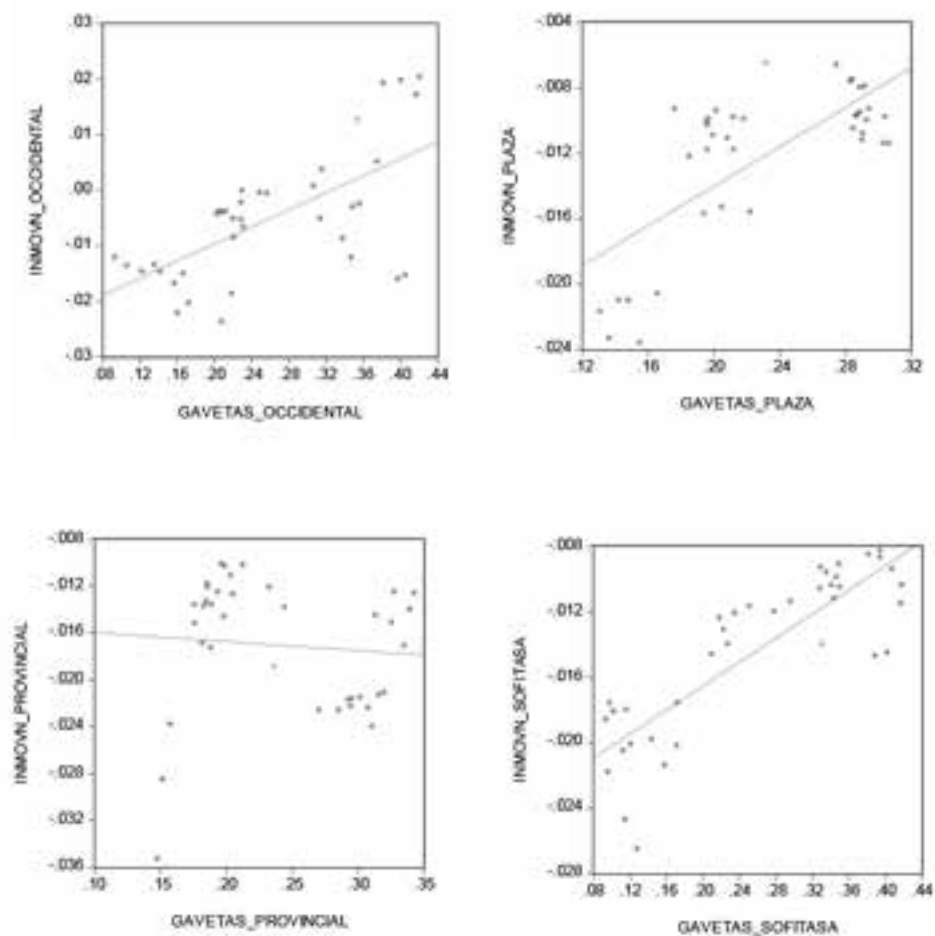 .03
.02
.01
.00
-.01
-.02
-.03
INMOVN_OCCIDENTAL
.08 .12 .16 .20 .24 .28 .32 .36 .40 .44
GAVETAS_OCCIDENTAL
-.004
-.008
-.012
-.016
-.020
-.024
INMOVN_PLAZA
.12 .16 .20 .24 .28 .32
GAVETAS_PLAZA
-.008
-.012
-.016
-.020
-.024
-.028
-.032
-.036
INMOVN_PROVINCIAL
.10 .15 .20 .25 .30 .35
GAVETAS_PROVINCIAL
-.008
-.012
-.016
-.020
-.024
-.028
INMOVN_SOFITASA
.08 .12 .16 .20 .24 .28 .32 .36 .40 .44
GAVETAS_SOFITASA